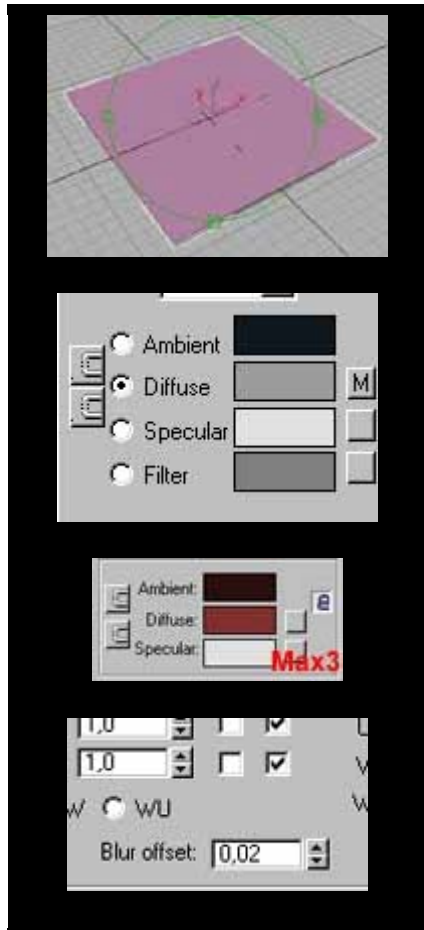 Ambient
Diffuse M
Specular
Filter
Ambient:
Diffuse:
Specular:
Max3
1,0
1,0
W WU
Blur offset: 0,02